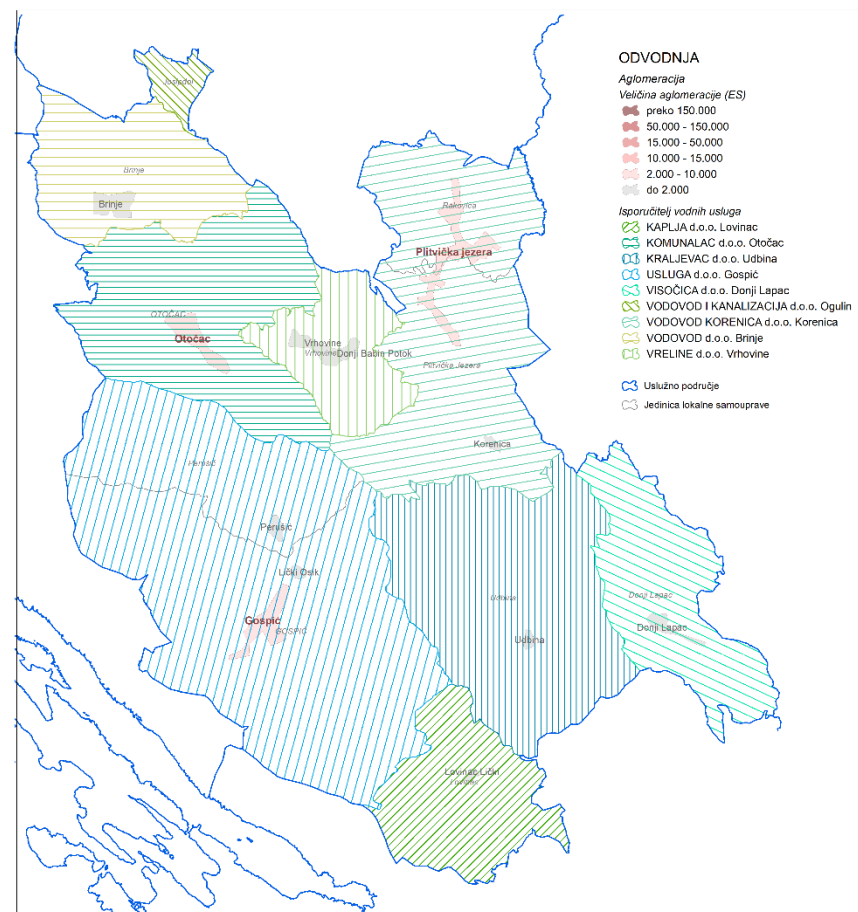 ODVODNJA
Aglomeracija
Veličina aglomeracije (ES)
preko 150.000
50.000 - 150.000
15.000 - 50.000
10.000 - 15.000
2.000 - 10.000
do 2.000
Isporučitelj vodnih usluga
KAPLJA d.o.o. Lovinac
KOMUNALAC d.o.o. Otočac
KRALJEVAC d.o.o. Udbina
USLUGA d.o.o. Gospić
VISOČICA d.o.o. Donji Lapac
VODOVOD I KANALIZACIJA d.o.o. Ogulin
VODOVOD KORENICA d.o.o. Korenica
VODOVOD d.o.o. Brinje
VRELINE d.o.o. Vrhovine
Uslužno područje
Jedinica lokalne samouprave
Josipdol
Brinje
Brinje
Rakovica
Plitvička jezera
OTOČAC
Otočac
Vrhovine
Vrhovine
Donji Babin Potok
Plitvička Jezera
Korenica
Perušić
Perušić
Lički Osik
Gospić
GOSPIĆ
Udbina
Udbina
Donji Lapac
Donji Lapac
Lovinac Lički
Lovinac